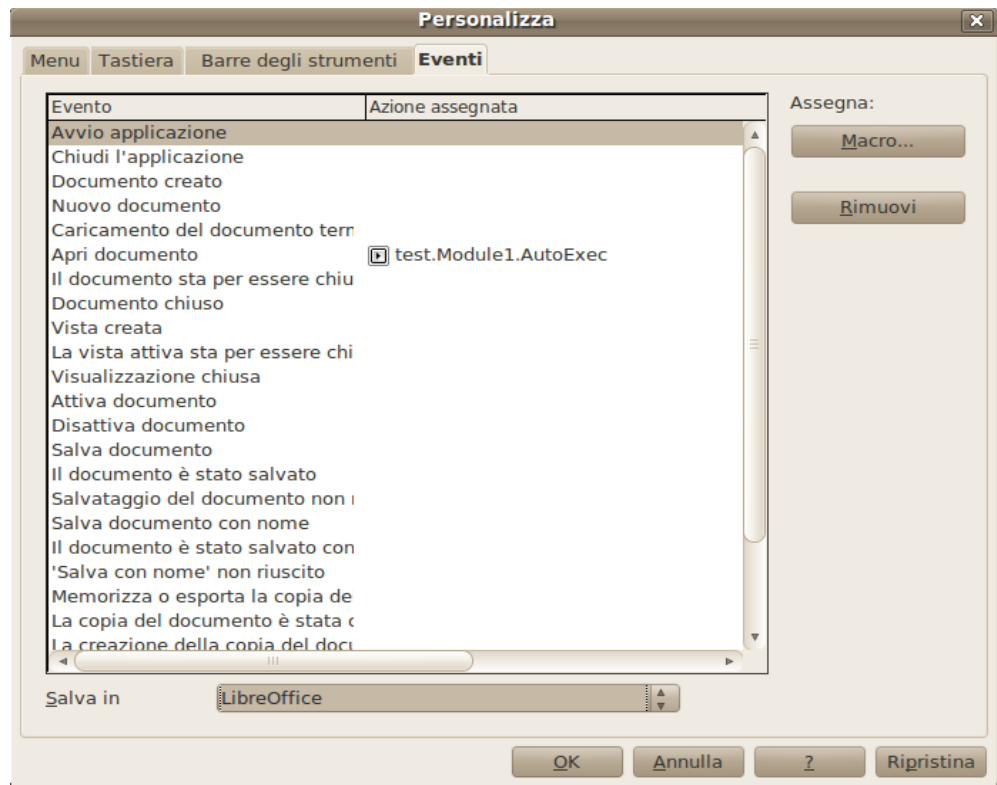 Personalizza
Menu Tastiera Barre degli strumenti Eventi
Evento Azione assegnata
Assegna:
Avvio applicazione
Macro...
Chiudi l'applicazione
Documento creato
Nuovo documento
Rimuovi
Caricamento del documento tern
Apri documento test.Module1.AutoExec
Il documento sta per essere chiu
Documento chiuso
Vista creata
La vista attiva sta per essere chi
Visualizzazione chiusa
Attiva documento
Disattiva documento
Salva documento
Il documento è stato salvato
Salvataggio del documento non
Salva documento con nome
Il documento è stato salvato con
'Salva con nome' non riuscito
Memorizza o esporta la copia de
La copia del documento è stata
La creazione della copia del docu
Salva in LibreOffice
OK Annulla ? Ripristina